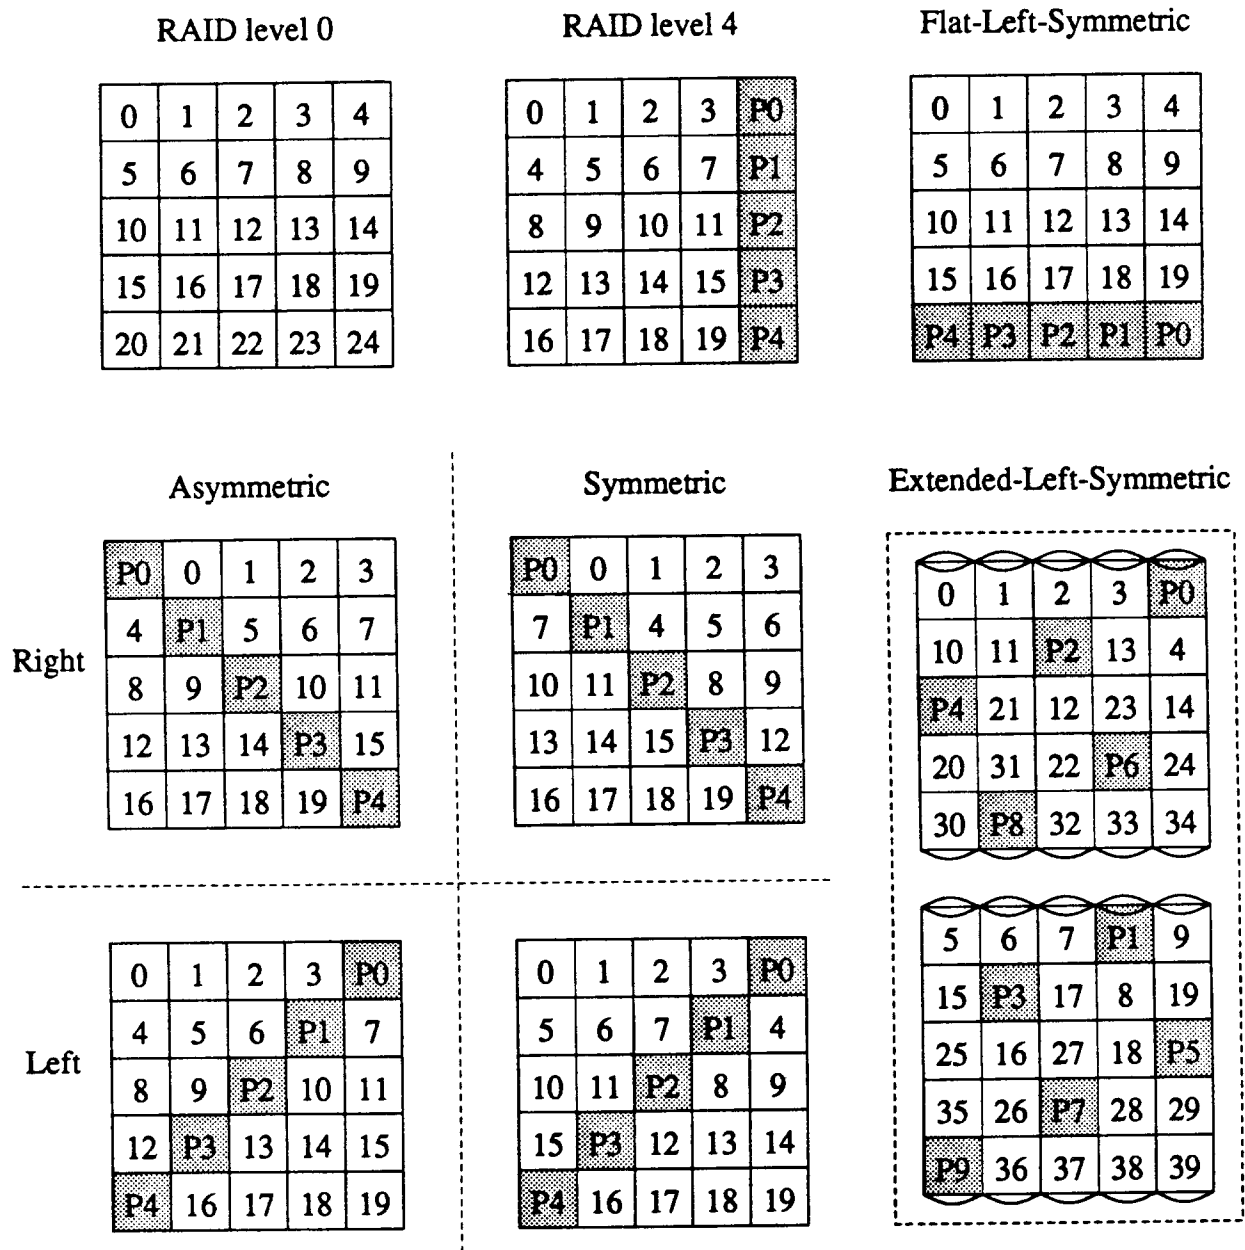 RAID level 0
0 1 2 3 4
5 6 7 8 9
10 11 12 13 14
15 16 17 18 19
20 21 22 23 24
RAID level 4
0 1 2 3 P0
4 5 6 7 P1
8 9 10 11 P2
12 13 14 15 P3
16 17 18 19 P4
Flat-Left-Symmetric
0 1 2 3 4
5 6 7 8 9
10 11 12 13 14
15 16 17 18 19
P4 P3 P2 P1 P0
Asymmetric
Symmetric
Right
P0 0 1 2 3
4 P1 5 6 7
8 9 P2 10 11
12 13 14 P3 15
16 17 18 19 P4
P0 0 1 2 3
7 P1 4 5 6
10 11 P2 8 9
13 14 15 P3 12
16 17 18 19 P4
Left
0 1 2 3 P0
4 5 6 P1 7
8 9 P2 10 11
12 P3 13 14 15
P4 16 17 18 19
0 1 2 3 P0
5 6 7 P1 4
10 11 P2 8 9
15 P3 12 13 14
P4 16 17 18 19
Extended-Left-Symmetric
0 1 2 3 P0
10 11 P2 13 4
P4 21 12 23 14
20 31 22 P6 24
30 P8 32 33 34
5 6 7 P1 9
15 P3 17 8 19
25 16 27 18 P5
35 26 P7 28 29
P9 36 37 38 39